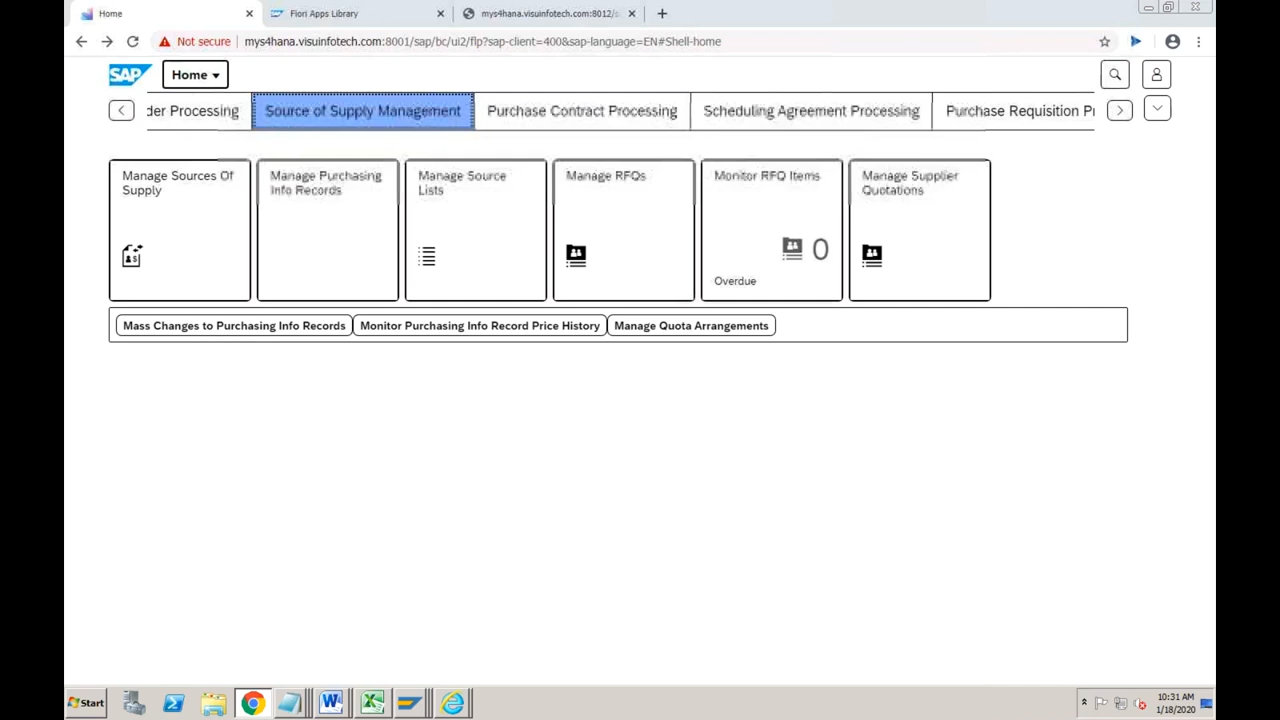 Home
Fiori Apps Library
mys4hana.visuinfotech.com:8012/s
Not secure mys4hana.visuinfotech.com:8001/sap/bc/ui2/flp?sap-client=400&sap-language=EN#Shell-home
SAP Home
der Processing Source of Supply Management Purchase Contract Processing Scheduling Agreement Processing Purchase Requisition Pr
Manage Sources Of
Supply
Manage Purchasing
Info Records
Manage Source
Lists
Manage RFQs
Monitor RFQ Items
0
Overdue
Manage Supplier
Quotations
Mass Changes to Purchasing Info Records Monitor Purchasing Info Record Price History Manage Quota Arrangements
Start
10:31 AM
1/18/2020